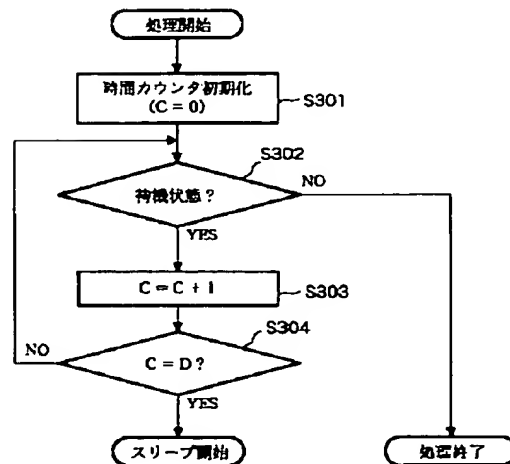 処理開始
時間カウンタ初期化
(C = 0)
S301
S302
待機状態?
NO
YES
C = C + 1
S303
S304
NO
C = D?
YES
スリープ開始
処理終了